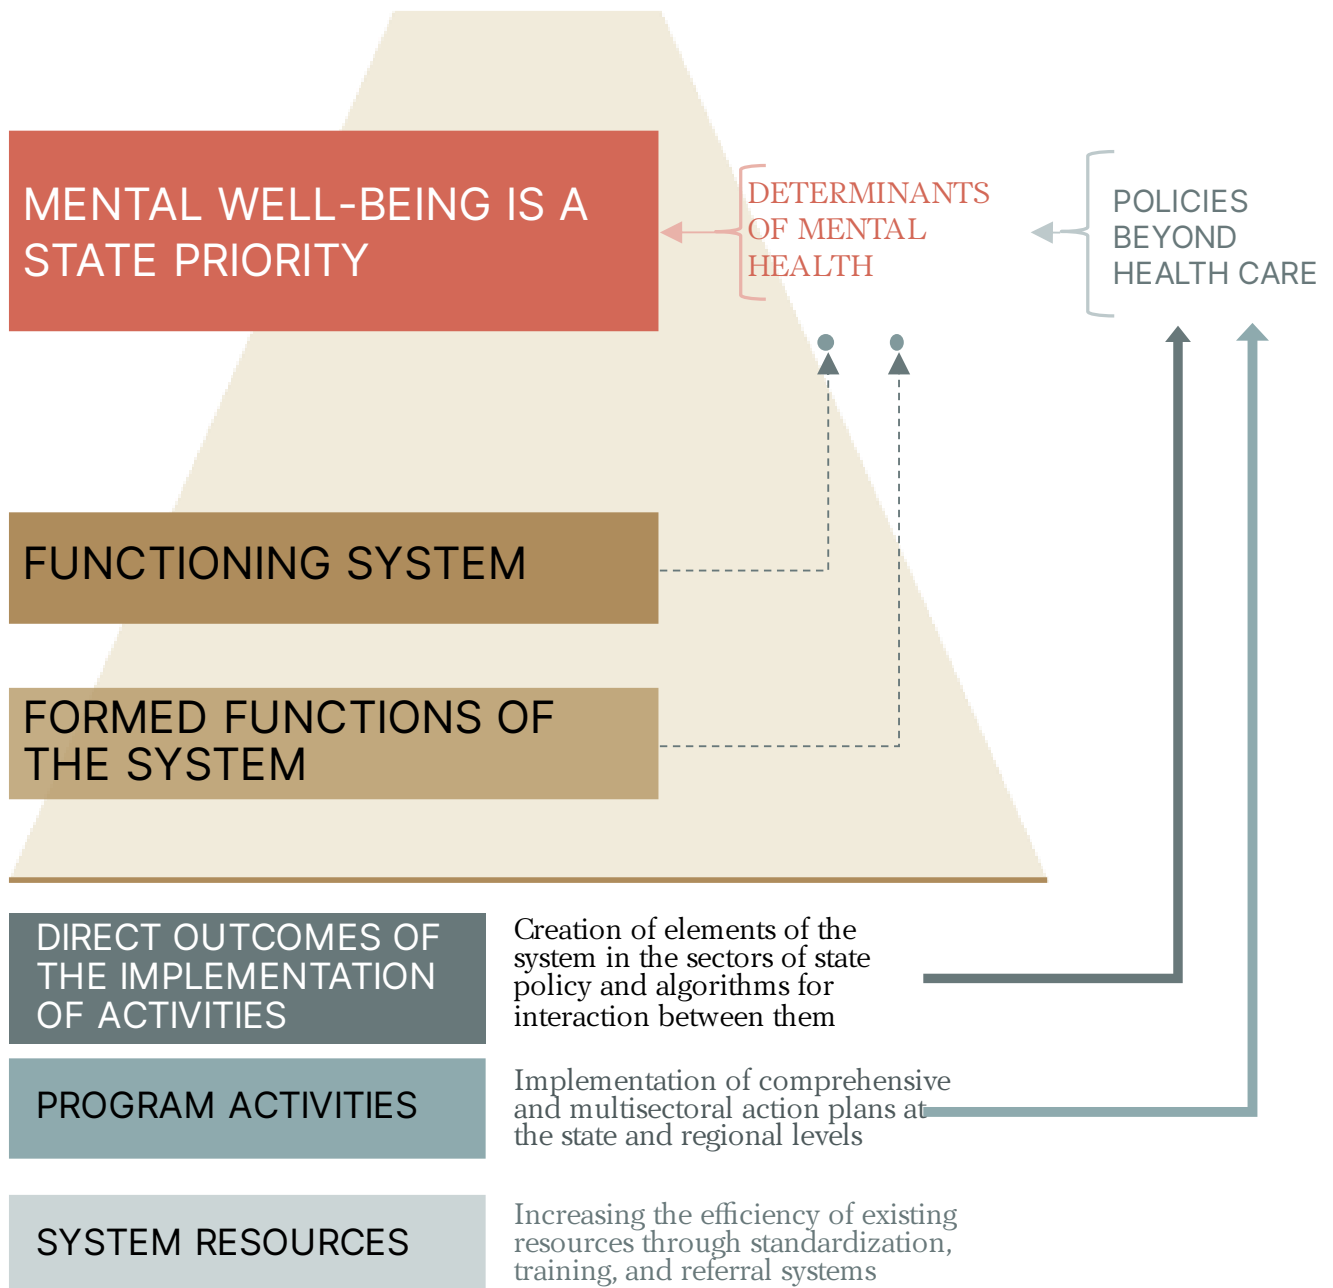 MENTAL WELL-BEING IS A
STATE PRIORITY
DETERMINANTS
OF MENTAL
HEALTH
POLICIES
BEYOND
HEALTH CARE
FUNCTIONING SYSTEM
FORMED FUNCTIONS OF
THE SYSTEM
DIRECT OUTCOMES OF
THE IMPLEMENTATION
OF ACTIVITIES
Creation of elements of the
system in the sectors of state
policy and algorithms for
interaction between them
PROGRAM ACTIVITIES
Implementation of comprehensive
and multisectoral action plans at
the state and regional levels
SYSTEM RESOURCES
Increasing the efficiency of existing
resources through standardization,
training, and referral systems